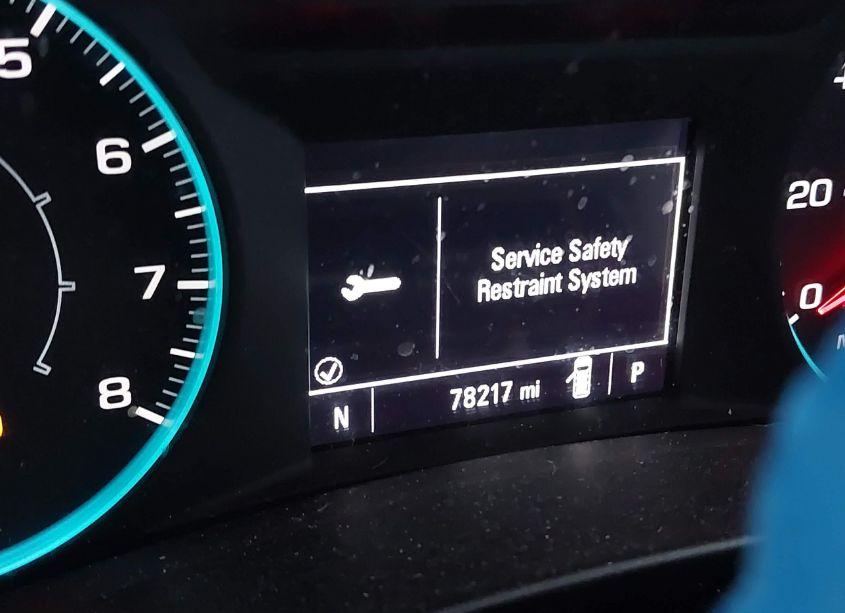 5
6
7
8
Service Safety
Restraint System
N
78217 mi
P
20
0